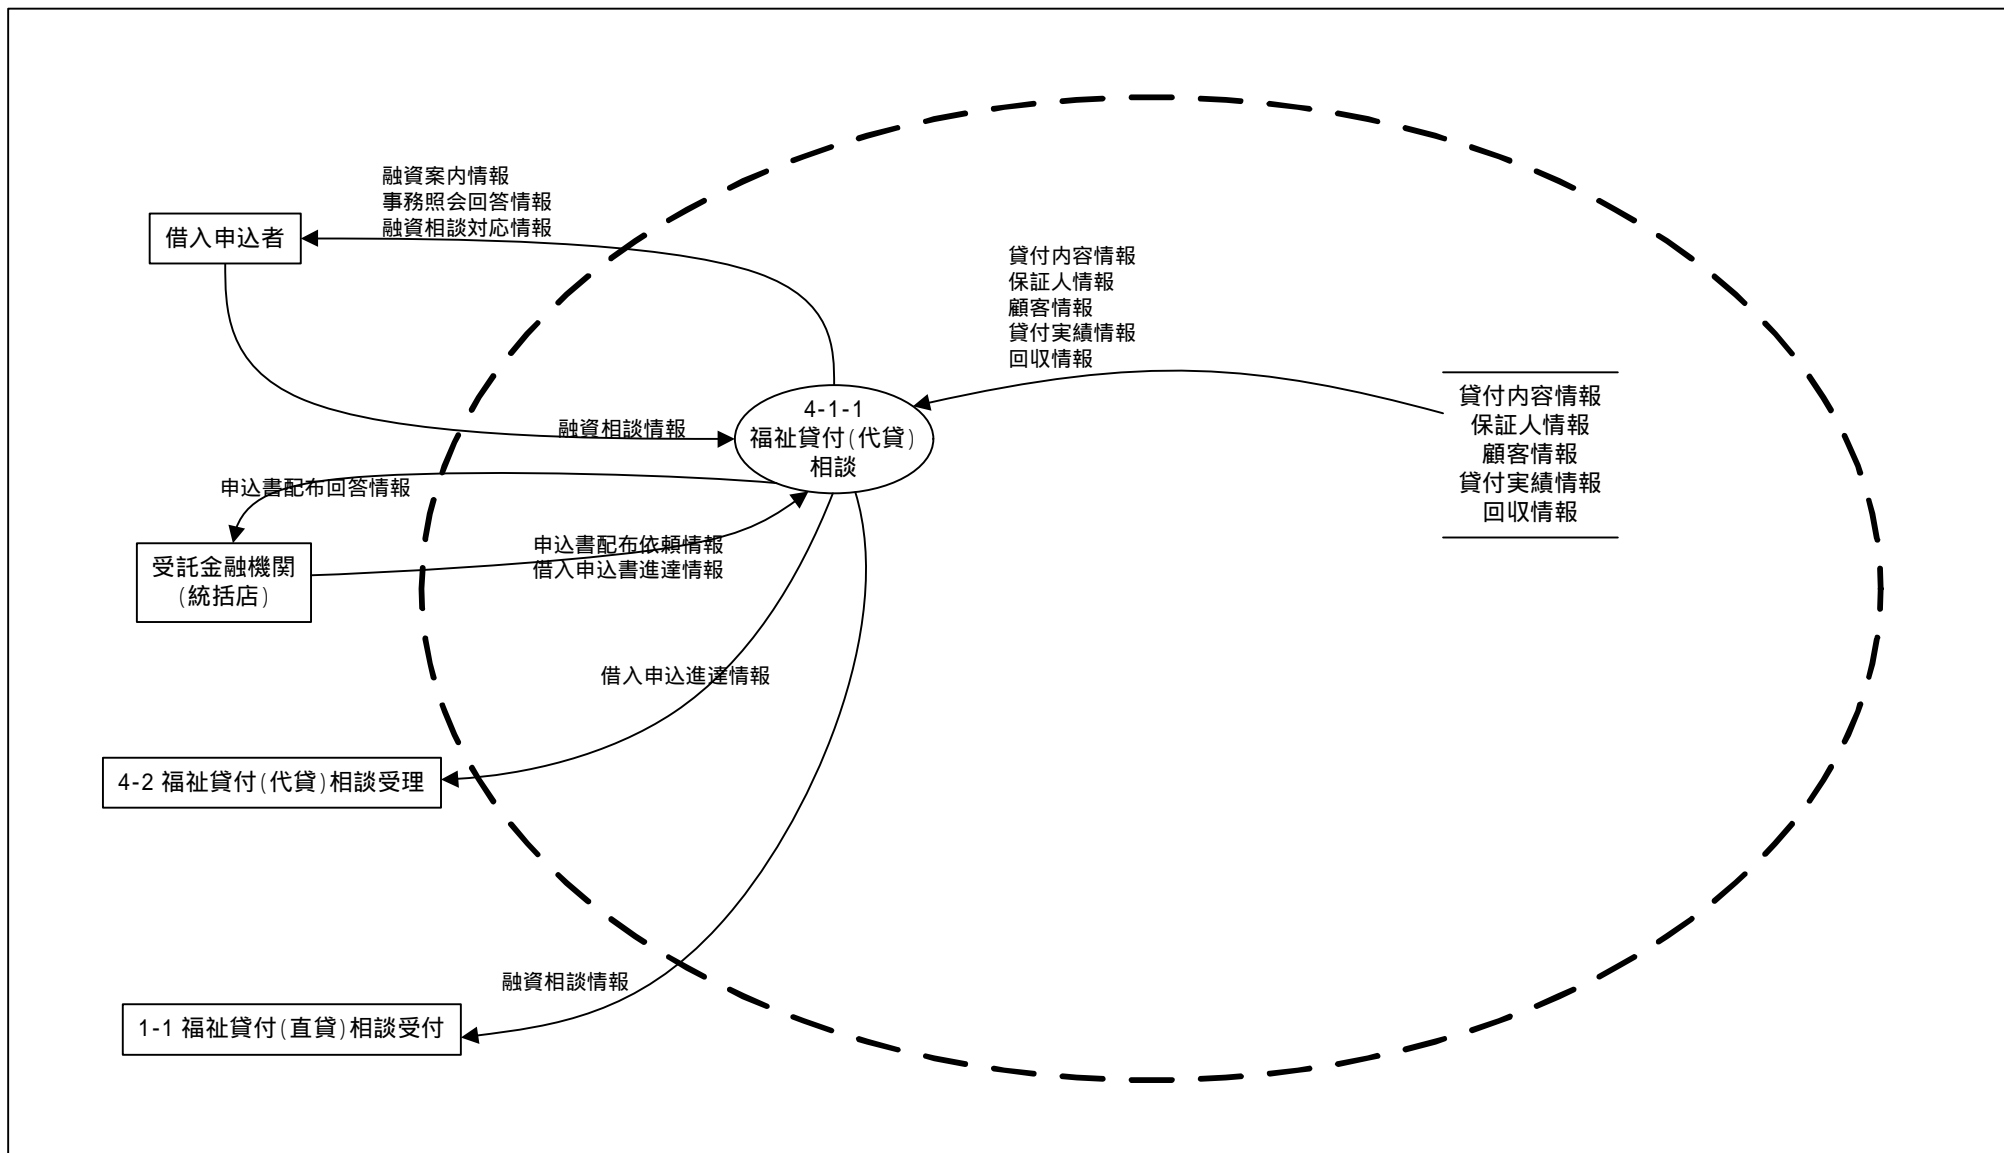 融資案内情報
事務照会回答情報
融資相談対応情報
借入申込者
貸付内容情報
保証人情報
顧客情報
貸付実績情報
回収情報
貸付内容情報
保証人情報
顧客情報
貸付実績情報
回収情報
4-1-1
福祉貸付(代貸)
相談
融資相談情報
申込書配布回答情報
申込書配布依頼情報
借入申込書進達情報
受託金融機関
(統括店)
借入申込進達情報
4-2 福祉貸付(代貸)相談受理
融資相談情報
1-1 福祉貸付(直貸)相談受付